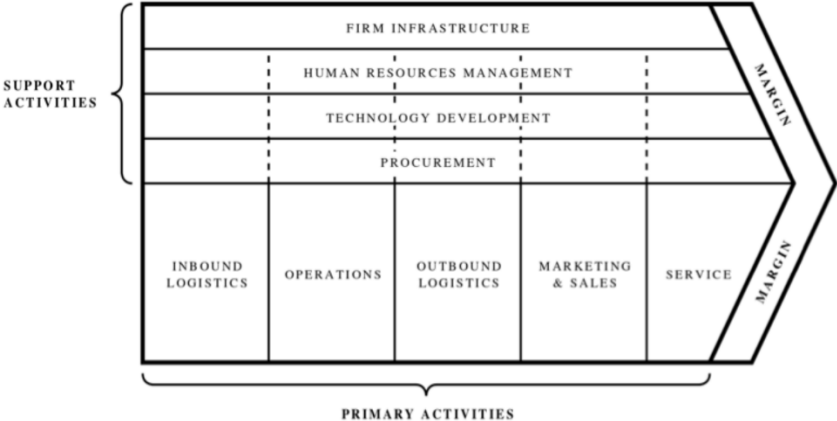 FIRM INFRASTRUCTURE
SUPPORT
ACTIVITIES
HUMAN RESOURCES MANAGEMENT
TECHNOLOGY DEVELOPMENT
PROCUREMENT
MARGIN
INBOUND
LOGISTICS
OPERATIONS
OUTBOUND
LOGISTICS
MARKETING
& SALES
SERVICE
MARGIN
PRIMARY ACTIVITIES